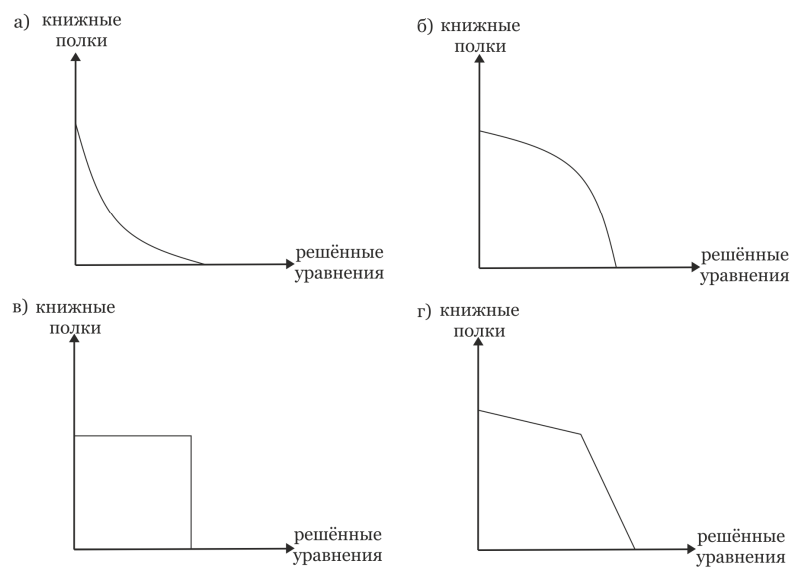 а) книжные
полки
решённые
уравнения
б) книжные
полки
решённые
уравнения
в) книжные
полки
решённые
уравнения
г) книжные
полки
решённые
уравнения